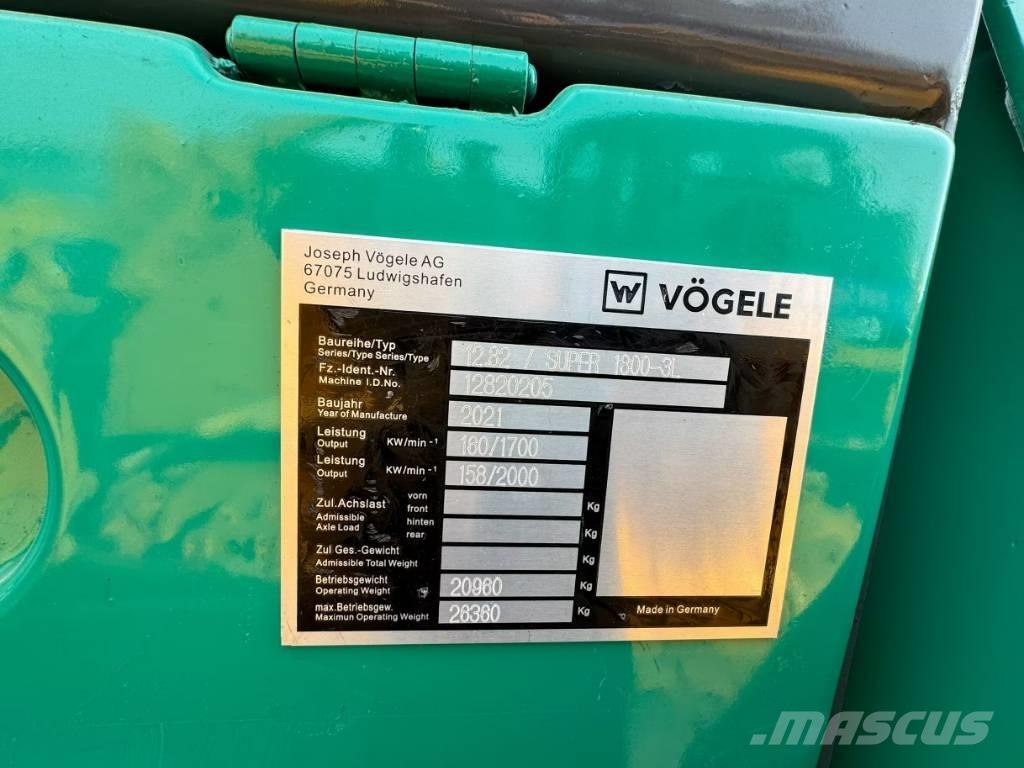 Joseph Vögele AG
67075 Ludwigshafen
Germany
W VÖGELE
Baureihe/Typ
Series/Type Series/Type
12.82 / SUPER 1800-3L
Fz.-Ident.-Nr.
Machine I.D.No.
12820205
Baujahr
Year of Manufacture
2021
Leistung
Output KW/min -1
160/1700
Leistung
Output KW/min -1
158/2000
Zul.Achslast
Admissible
Axle Load
vorn
front
Kg
hinten
rear
Kg
Zul Ges.-Gewicht
Admissible Total Weight
Kg
Betriebsgewicht
Operating Weight
20960 Kg
max.Betriebsgew.
Maximun Operating Weight
26360 Kg
Made in Germany
.MASCUS